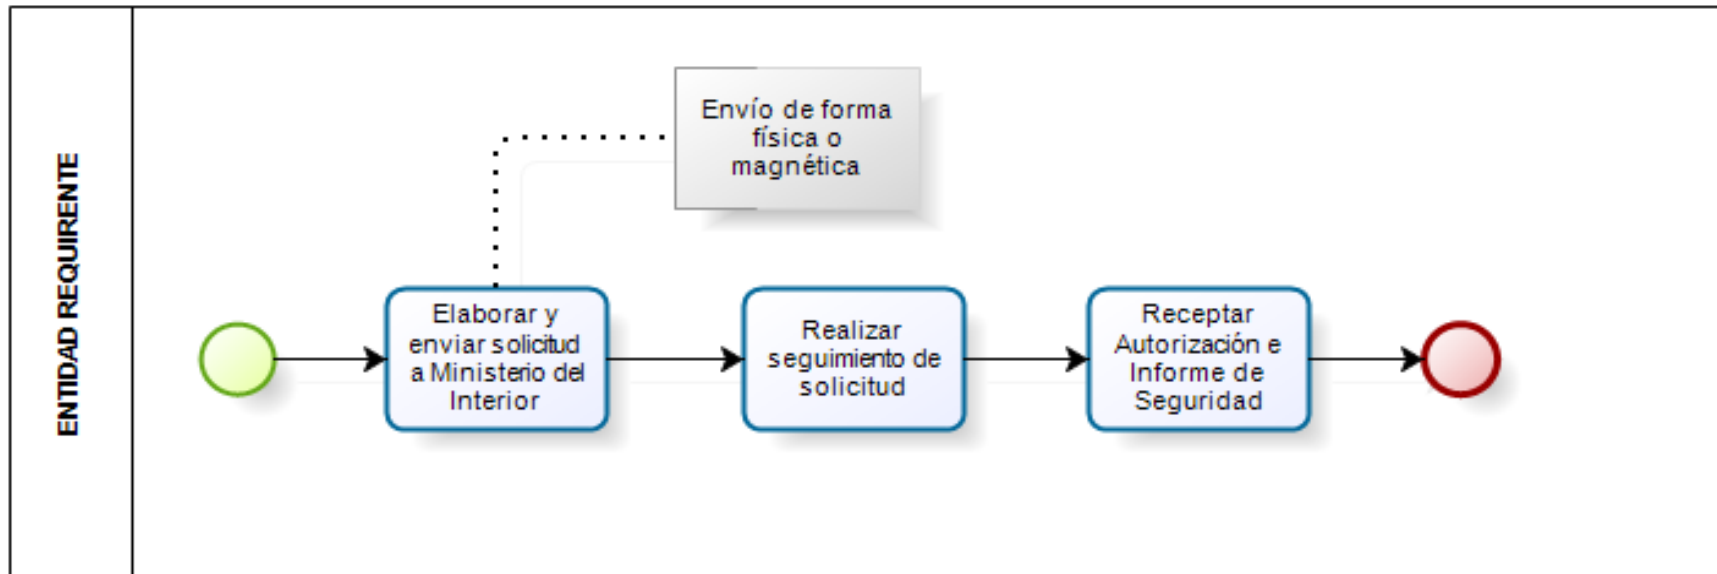 ENTIDAD REQUIRENTE
Envío de forma
física o
magnética
Elaborar y
enviar solicitud
a Ministerio del
Interior
Realizar
seguimiento de
solicitud
Receptar
Autorización e
Informe de
Seguridad